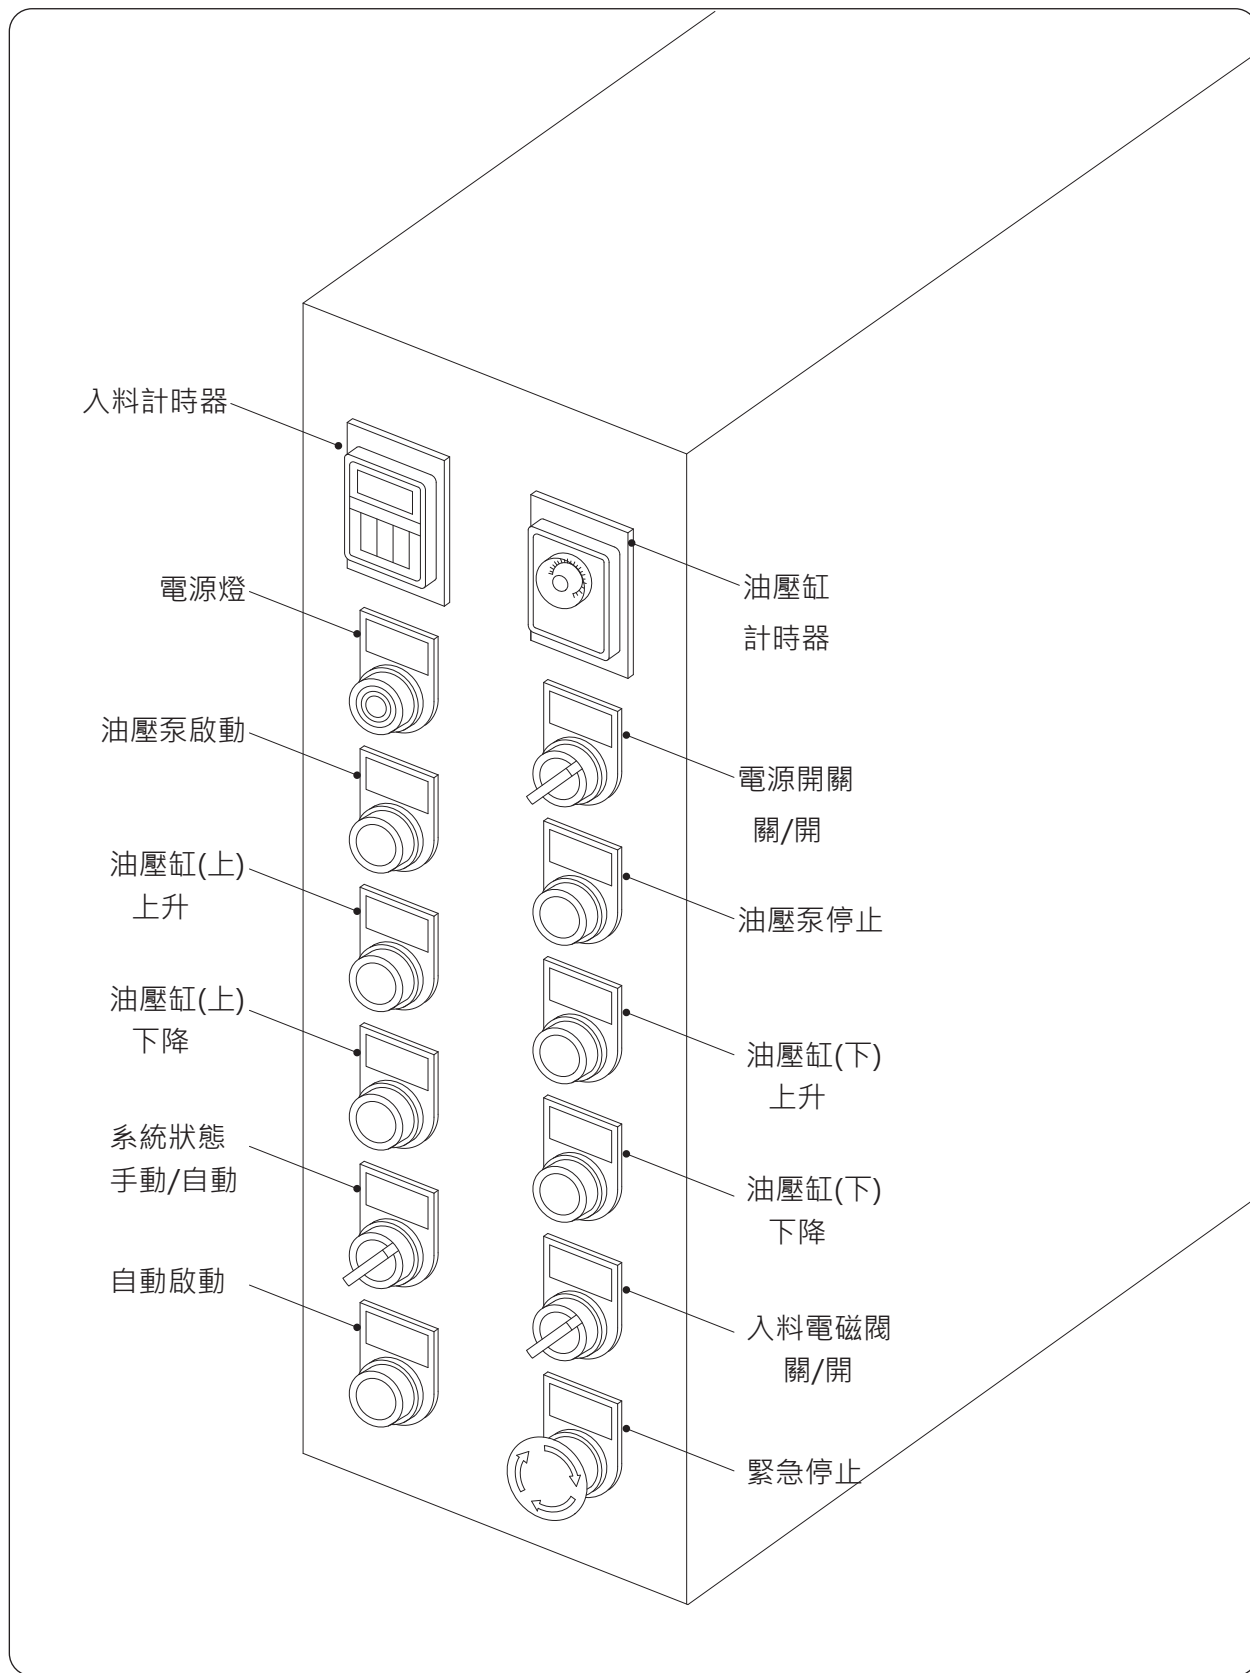 入料計時器
電源燈
油壓泵啟動
油壓缸(上)
上升
油壓缸(上)
下降
系統狀態
手動/自動
自動啟動
油壓缸
計時器
電源開關
關/開
油壓泵停止
油壓缸(下)
上升
油壓缸(下)
下降
入料電磁閥
關/開
緊急停止